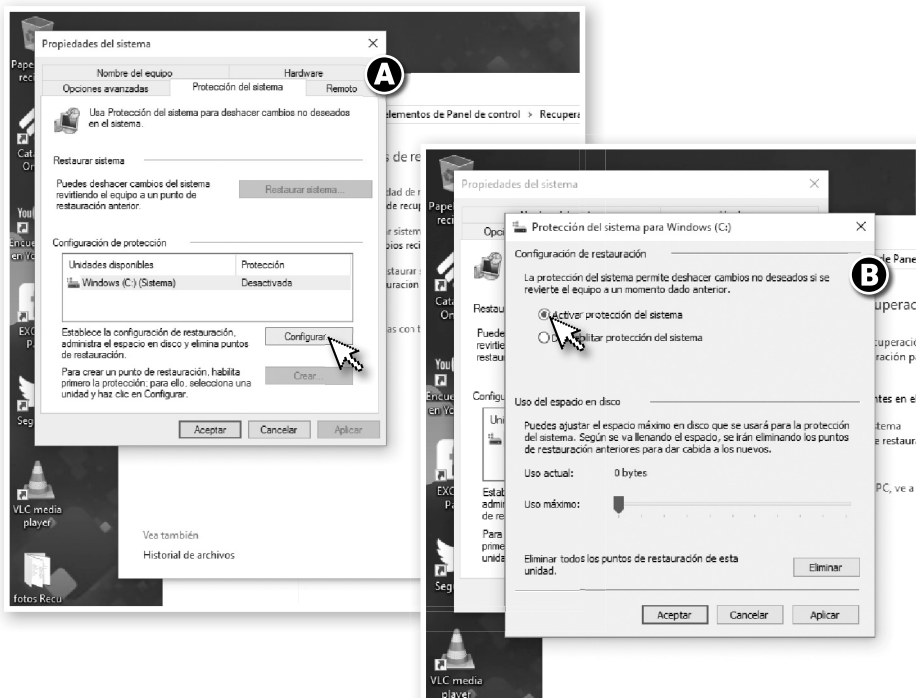 Propiedades del sistema
Nombre del equipo
Hardware
Opciones avanzadas
Protección del sistema
Remoto
A
Usa Protección del sistema para deshacer cambios no deseados
en el sistema.
Restaurar sistema
Puedes deshacer cambios del sistema
revirtiendo el equipo a un punto de
restauración anterior.
Restaurar sistema...
Configuración de protección
Unidades disponibles
Protección
Windows (C:) (Sistema)
Desactivada
Establece la configuración de restauración,
administra el espacio en disco y elimina puntos
de restauración.
Configurar
Para crear un punto de restauración, habilita
primero la protección; para ello, selecciona una
unidad y haz clic en Configurar.
Crear...
Aceptar
Cancelar
Aplicar
elementos de Panel de control > Recupera
VLC media
player
fotos Recu
Vea también
Historial de archivos
Propiedades del sistema
Protección del sistema para Windows (C:)
B
Configuración de restauración
La protección del sistema permite deshacer cambios no deseados si se
revierte el equipo a un momento dado anterior.
Activar protección del sistema
protección del sistema
Uso del espacio en disco
Puedes ajustar el espacio máximo en disco que se usará para la protección
del sistema. Según se va llenando el espacio, se irán eliminando los puntos
de restauración anteriores para dar cabida a los nuevos.
Uso actual:
0 bytes
Uso máximo:
Eliminar todos los puntos de restauración de esta
unidad.
Eliminar
Aceptar
Cancelar
Aplicar
PC, ve a
VLC media
player